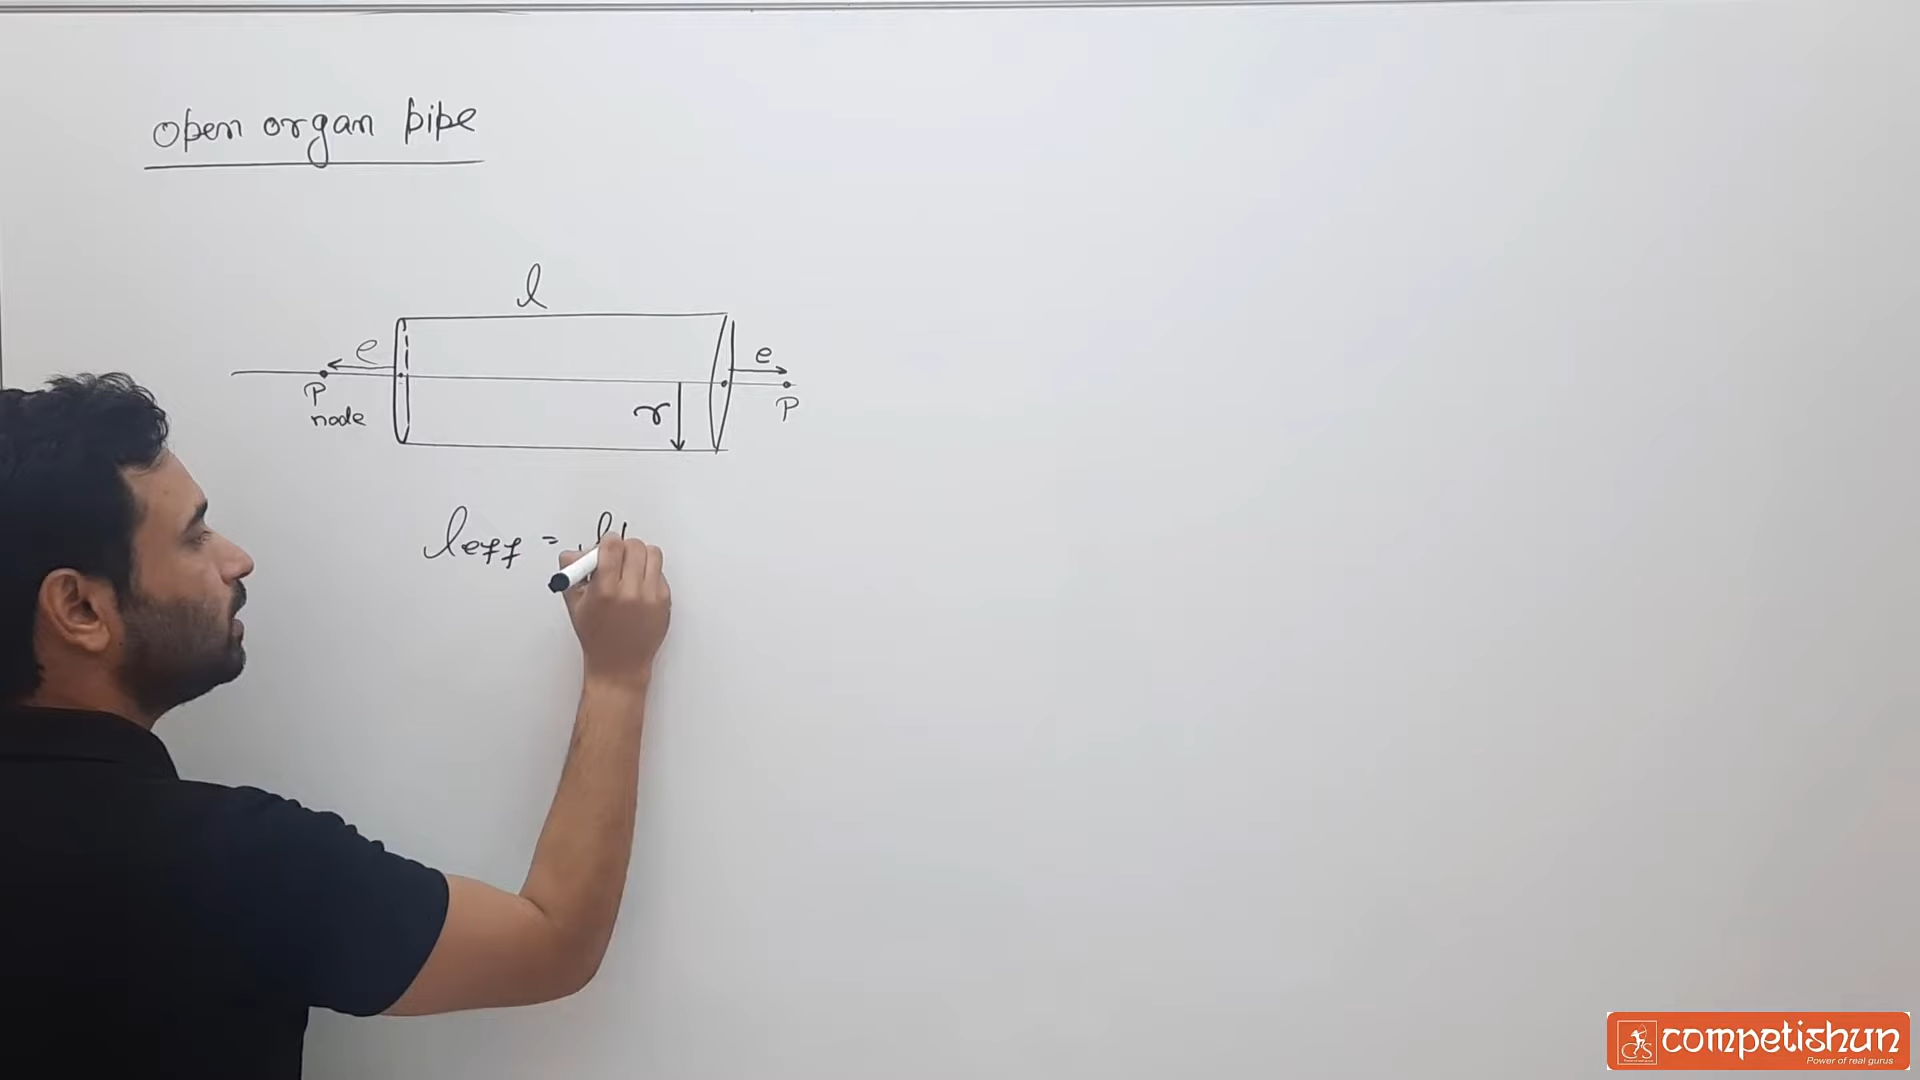 open organ pipe
l
e
e
P
node
r
P
leff = l+
competishun
Power of real gurus